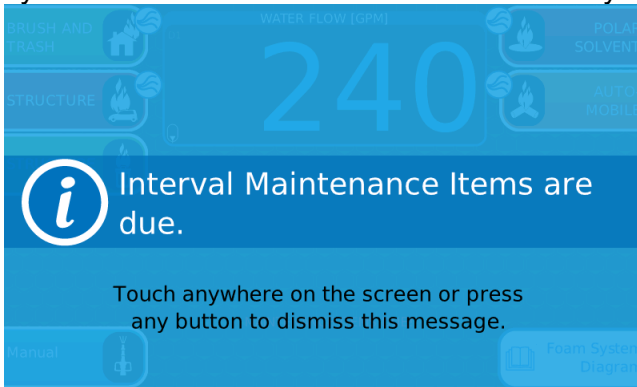 BRUSH AND
TRASH
WATER FLOW [GPM]
POLAR
SOLVENT
240
STRUCTURE
AUTO
MOBILE
Interval Maintenance Items are
due.
Touch anywhere on the screen or press
any button to dismiss this message.
Manual
Foam System
Diagram